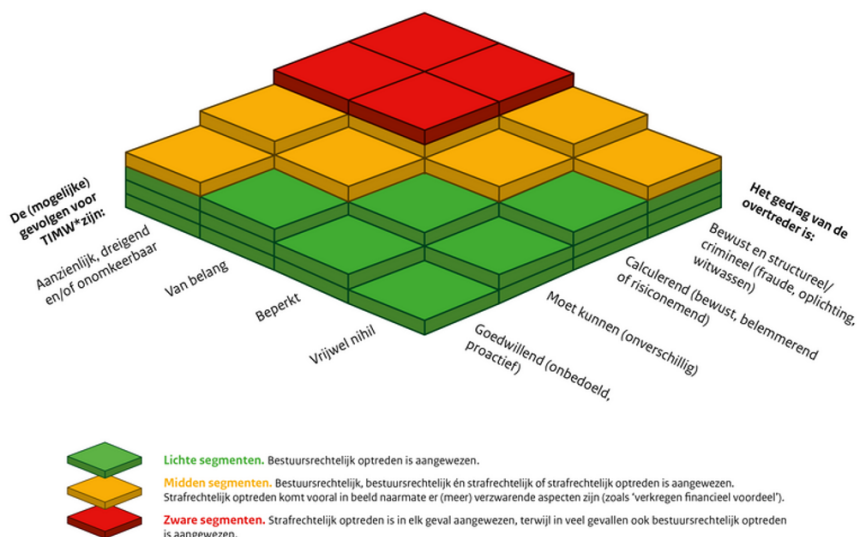 De (mogelijke)
gevolgen voor
TIMW*zijn:
Aanzienlijk, dreigend
en/of onomkeerbaar
Van belang
Beperkt
Vrijwel nihil
Het gedrag van de
overtreder is:
Bewust en structureel/
crimineel (fraude, oplichting,
witwassen)
Calculerend (bewust, belemmerend
of risiconemend)
Moet kunnen (onverschillig)
Goedwillend (onbedoeld,
proactief)
Lichte segmenten. Bestuursrechtelijk optreden is aangewezen.
Midden segmenten. Bestuursrechtelijk, bestuursrechtelijk én strafrechtelijk of strafrechtelijk optreden is aangewezen.
Strafrechtelijk optreden komt vooral in beeld naarmate er (meer) verzwarende aspecten zijn (zoals ‘verkregen financieel voordeel’).
Zware segmenten. Strafrechtelijk optreden is in elk geval aangewezen, terwijl in veel gevallen ook bestuursrechtelijk optreden
is aangewezen.